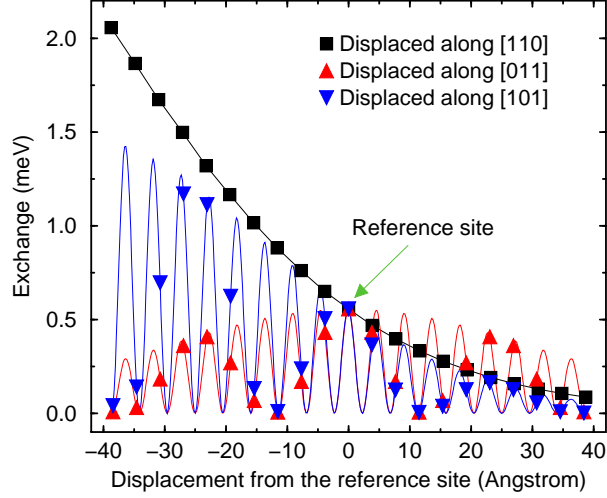 2.0
1.5
1.0
0.5
0.0
Exchange (meV)
Displaced along [110]
Displaced along [011]
Displaced along [101]
Reference site
−40 −30 −20 −10 0 10 20 30 40
Displacement from the reference site (Angstrom)